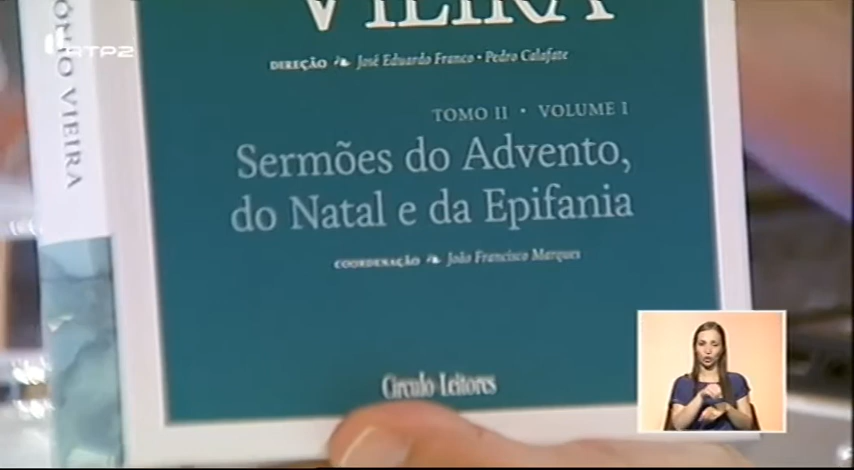 VIEIRA
RTP2
ÓNIO VIEIRA
DIREÇÃO José Eduardo Franco • Pedro Calafate
TOMO II • VOLUME I
Sermões do Advento,
do Natal e da Epifania
COORDENAÇÃO João Francisco Marques
Círculo Leitores